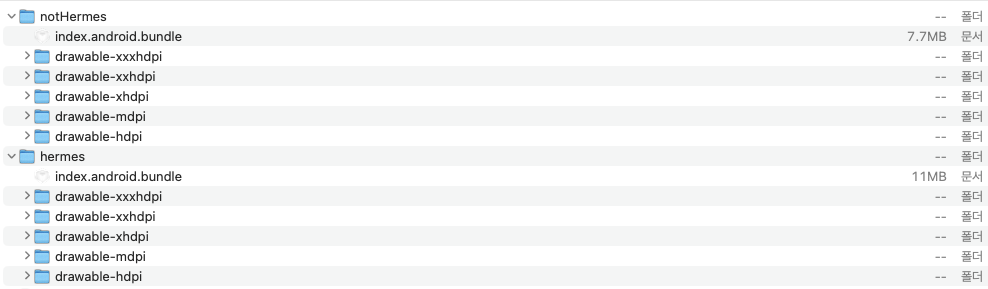 notHermes -- 폴더
index.android.bundle 7.7MB 문서
drawable-xxxhdpi -- 폴더
drawable-xxhdpi -- 폴더
drawable-xhdpi -- 폴더
drawable-mdpi -- 폴더
drawable-hdpi -- 폴더
hermes -- 폴더
index.android.bundle 11MB 문서
drawable-xxxhdpi -- 폴더
drawable-xxhdpi -- 폴더
drawable-xhdpi -- 폴더
drawable-mdpi -- 폴더
drawable-hdpi -- 폴더